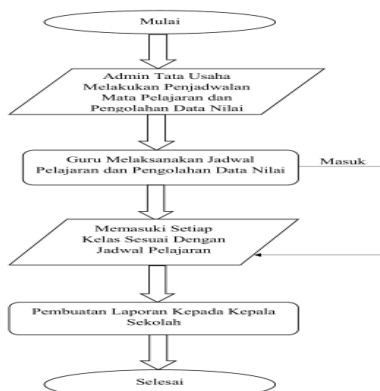 Mulai
Admin Tata Usaha
Melakukan Penjadwalan
Mata Pelajaran dan
Pengolahan Data Nilai
Guru Melaksanakan Jadwal
Pelajaran dan Pengolahan Data Nilai
Masuk
Memasuki Setiap
Kelas Sesuai Dengan
Jadwal Pelajaran
Pembuatan Laporan Kepada Kepala
Sekolah
Selesai